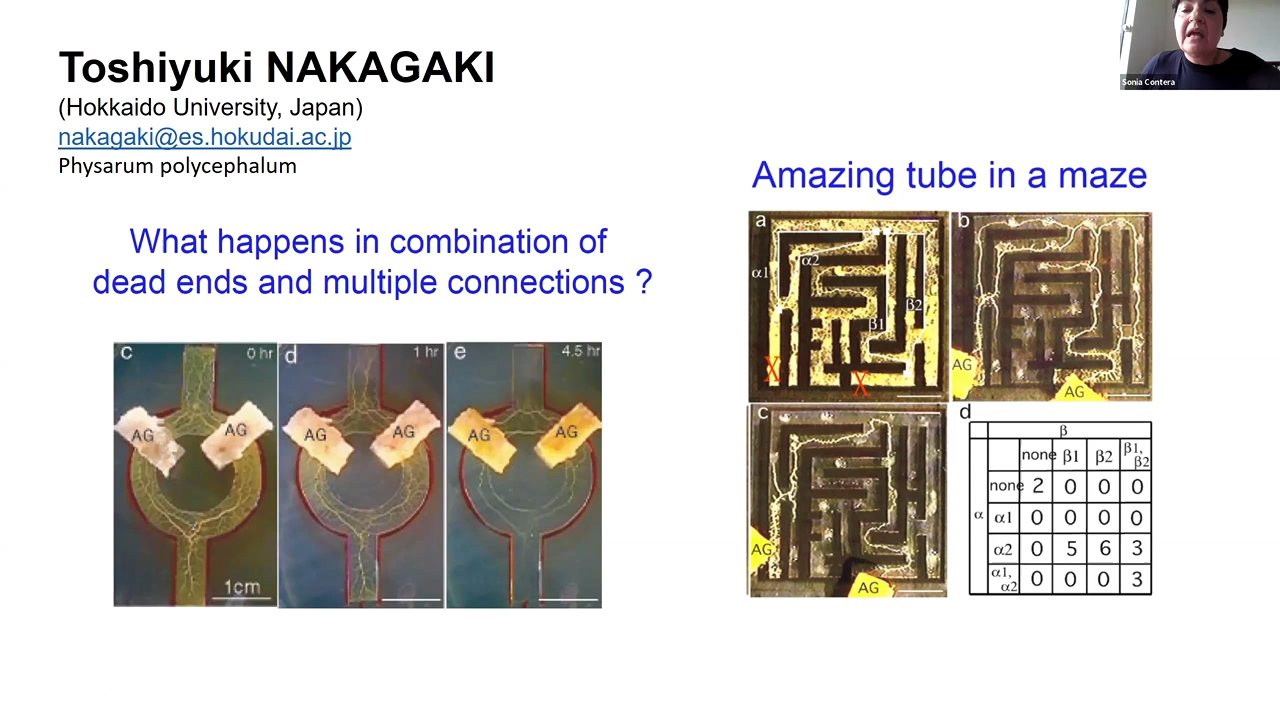 Toshiyuki NAKAGAKI
(Hokkaido University, Japan)
nakagaki@es.hokudai.ac.jp
Physarum polycephalum
Sonia Contera
What happens in combination of
dead ends and multiple connections ?
c 0 hr
d 1 hr
e 4.5 hr
AG AG
AG AG
AG AG
1cm
Amazing tube in a maze
a
α1 α2
β1 β2
X X
b
AG
AG
c
AG
AG
d
β
none β1 β2 β1, β2
α
none 2 0 0 0
α1 0 0 0 0
α2 0 5 6 3
α1, α2 0 0 0 3